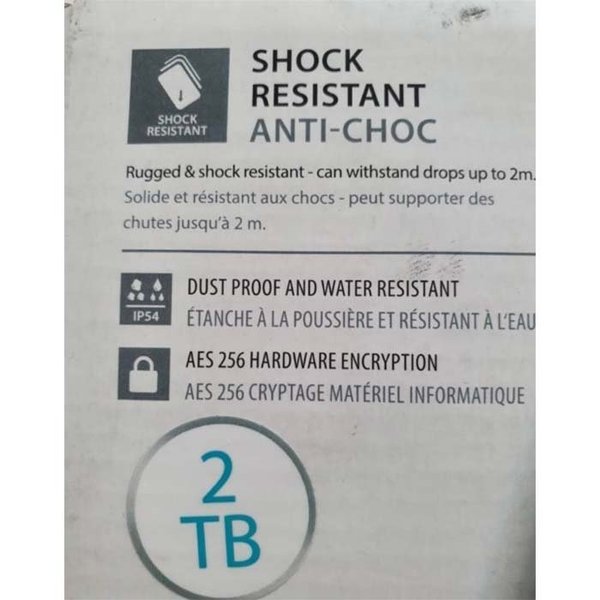 SHOCK
RESISTANT
SHOCK
RESISTANT
ANTI-CHOC
Rugged & shock resistant - can withstand drops up to 2m.
Solide et résistant aux chocs - peut supporter des
chutes jusqu'à 2 m.
IP54
DUST PROOF AND WATER RESISTANT
ÉTANCHE À LA POUSSIÈRE ET RÉSISTANT À L'EAU
AES 256 HARDWARE ENCRYPTION
AES 256 CRYPTAGE MATÉRIEL INFORMATIQUE
2
TB